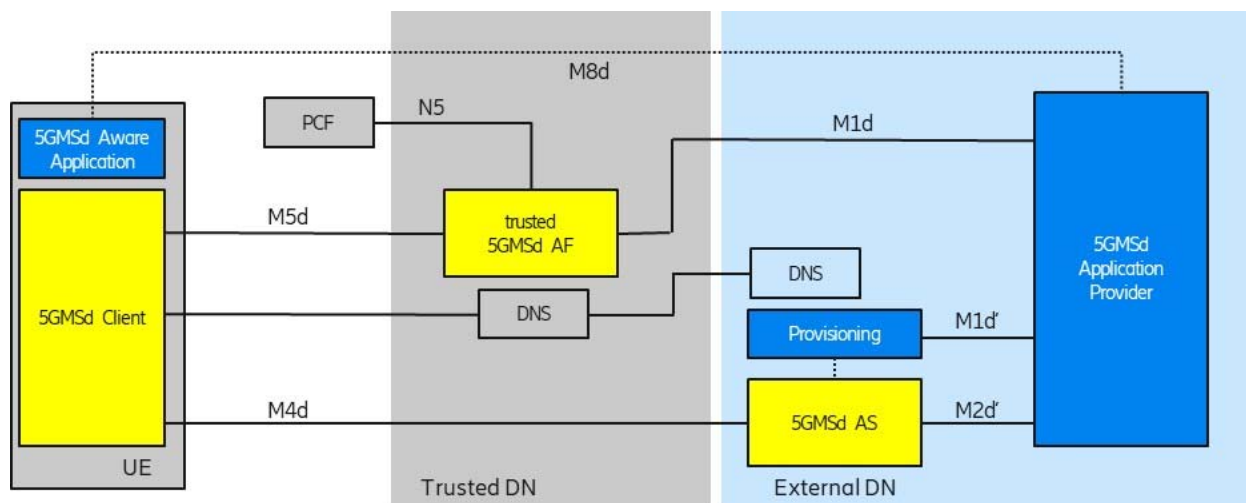 M8d
5GMSd Aware
Application
PCF
N5
M1d
M5d
trusted
5GMSd AF
5GMSd
Application
Provider
DNS
5GMSd Client
DNS
Provisioning
M1d'
M4d
5GMSd AS
M2d'
UE
Trusted DN
External DN